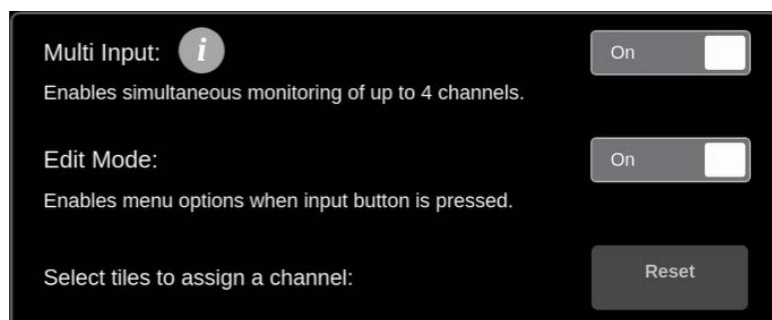 Multi Input: i On
Enables simultaneous monitoring of up to 4 channels.
Edit Mode: On
Enables menu options when input button is pressed.
Select tiles to assign a channel: Reset